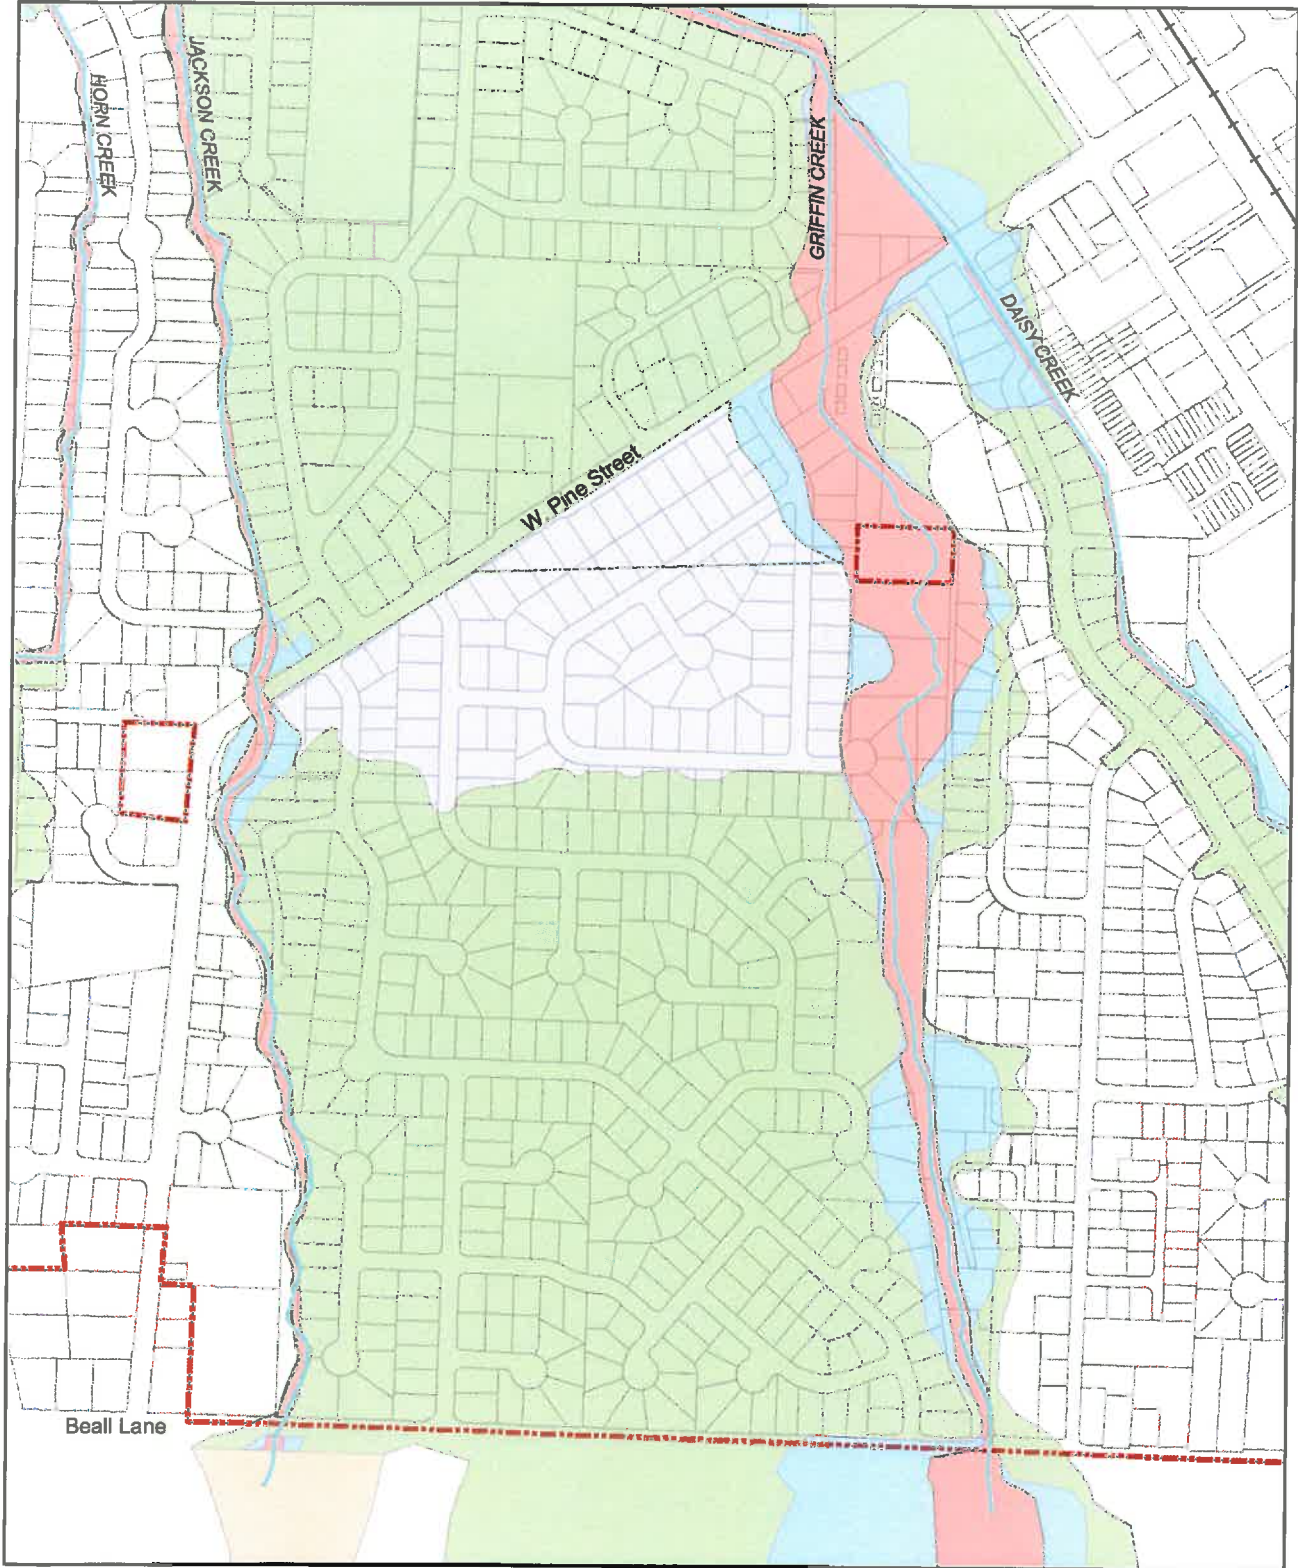 HORN CREEK
JACKSON CREEK
GRIFFIN CREEK
DAISY CREEK
W. Pine Street
Beall Lane